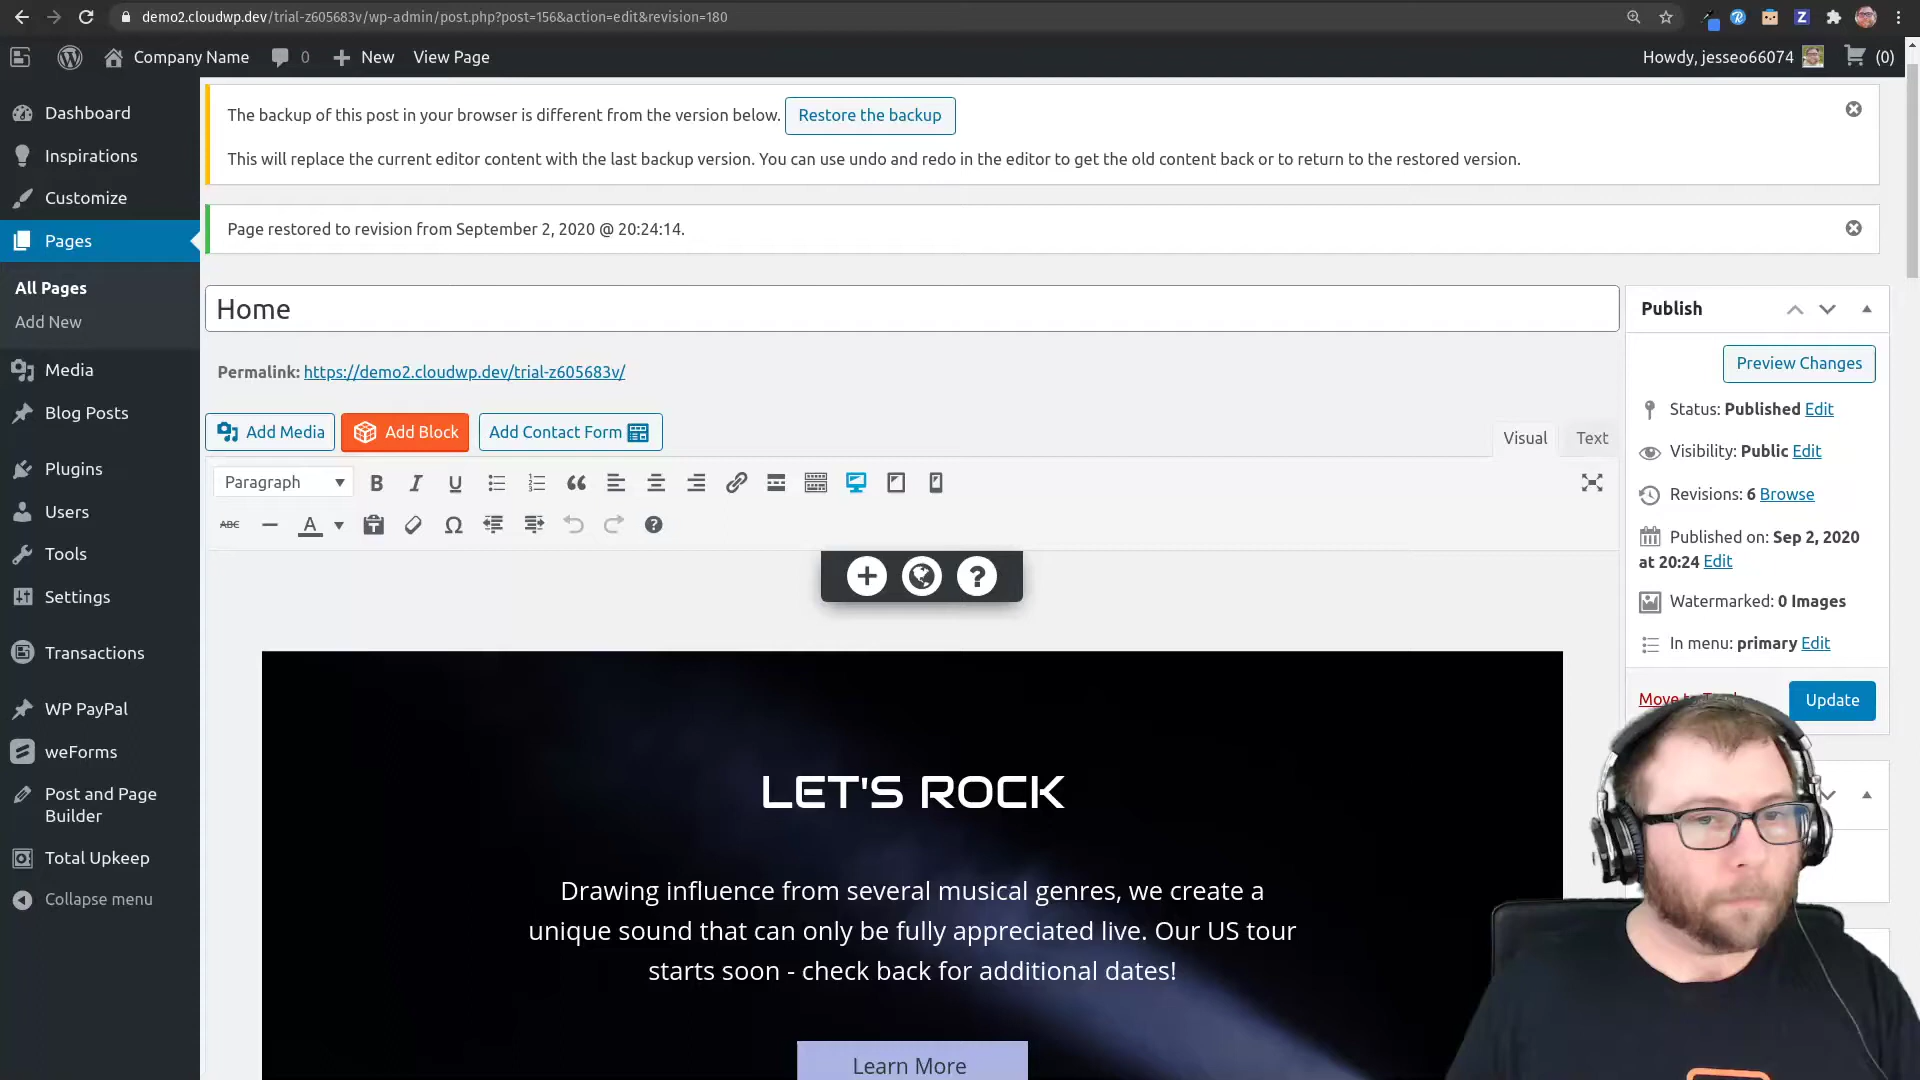 demo2.cloudwp.dev/trial-z605683v/wp-admin/post.php?post=156&action=edit&revision=180
Company Name
0
New
View Page
Howdy, jesseo66074
(0)
Dashboard
Inspirations
Customize
Pages
All Pages
Add New
Media
Blog Posts
Plugins
Users
Tools
Settings
Transactions
WP PayPal
weForms
Post and Page
Builder
Total Upkeep
Collapse menu
The backup of this post in your browser is different from the version below.
Restore the backup
This will replace the current editor content with the last backup version. You can use undo and redo in the editor to get the old content back or to return to the restored version.
Page restored to revision from September 2, 2020 @ 20:24:14.
Home
Permalink: https://demo2.cloudwp.dev/trial-z605683v/
Add Media
Add Block
Add Contact Form
Visual
Text
Paragraph
B
I
U
ABC
A
LET'S ROCK
Drawing influence from several musical genres, we create a
unique sound that can only be fully appreciated live. Our US tour
starts soon - check back for additional dates!
Learn More
Publish
Preview Changes
Status: Published Edit
Visibility: Public Edit
Revisions: 6 Browse
Published on: Sep 2, 2020
at 20:24 Edit
Watermarked: 0 Images
In menu: primary Edit
Move to
Update